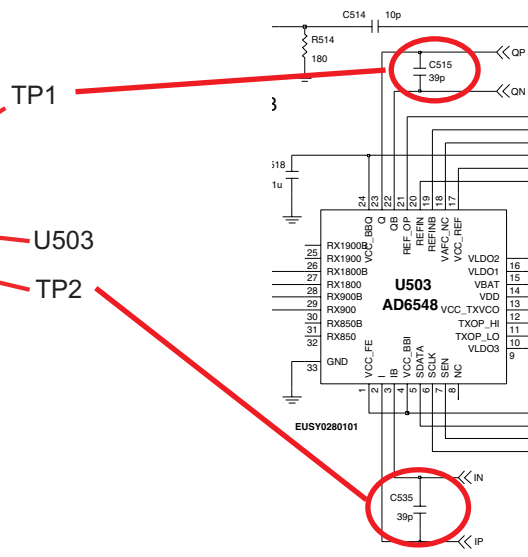 C514 10p
R514
180
QP
C515
39p
TP1
QN
518
1u
24 23 22 21 20 19 18 17
VCC_BBQ
Q
QB
REF_OP
REFIN
REFINB
VAFC_NC
VCC_REF
U503
TP2
25 RX1900B
26 RX1900
27 RX1800B
28 RX1800
29 RX900B
30 RX900
31 RX850B
32 RX850
33 GND
U503
AD6548
VLDO2 16
VLDO1 15
VBAT 14
VDD 13
VCC_TXVCO 12
TXOP_HI 11
TXOP_LO 10
VLDO3 9
VCC_FE
I
IB
VCC_BBI
SDATA
SCLK
SEN
NC
1 2 3 4 5 6 7 8
EUSY0280101
IN
C535
39p
IP